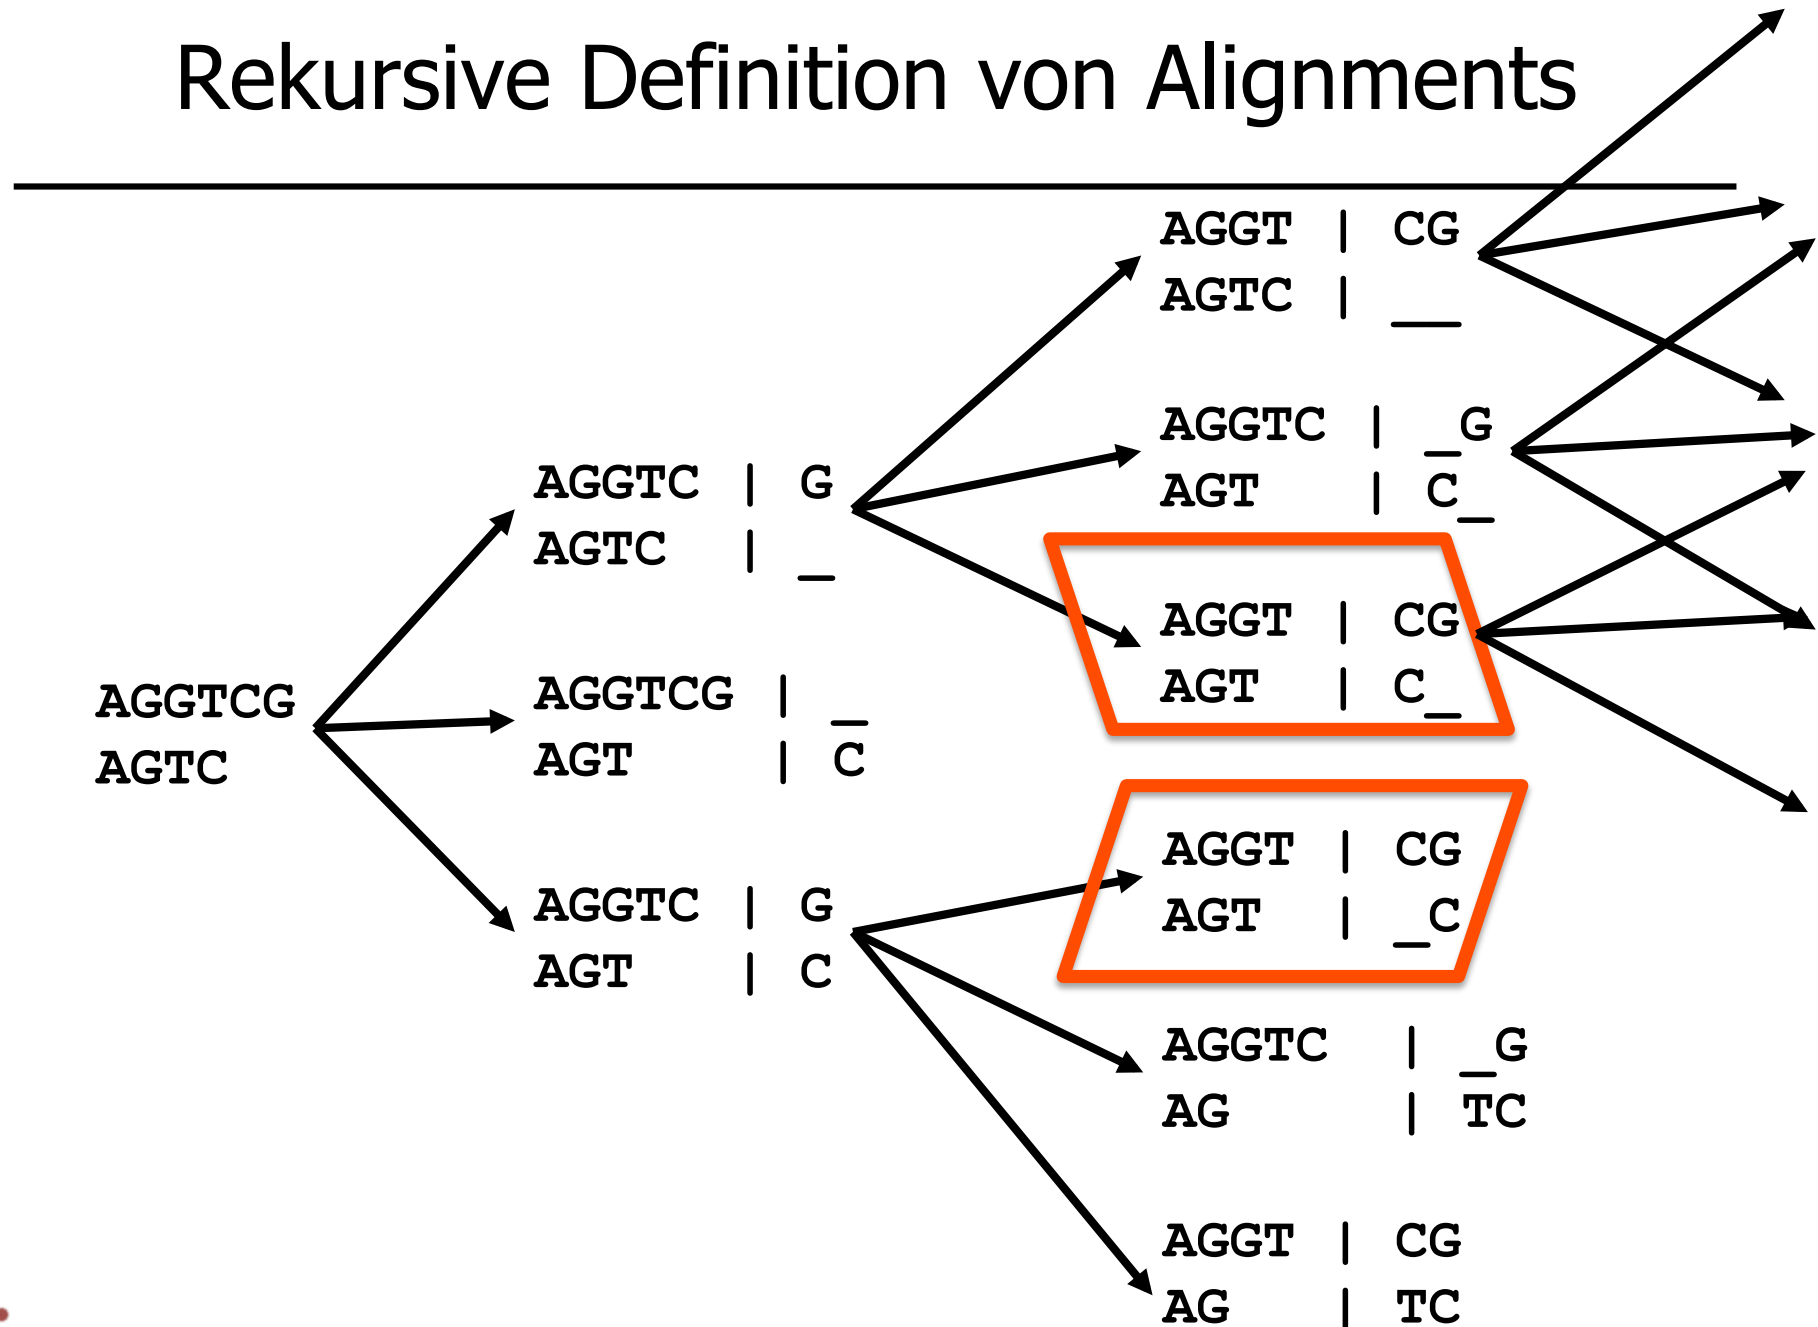 Rekursive Definition von Alignments
AGGTCG
AGTC
AGGTC | G
AGTC | _
AGGTCG | _
AGT | C
AGGTC | G
AGT | C
AGGT | CG
AGTC | __
AGGTC | _G
AGT | C_
AGGT | CG
AGT | C_
AGGT | CG
AGT | _C
AGGTC | _G
AG | TC
AGGT | CG
AG | TC